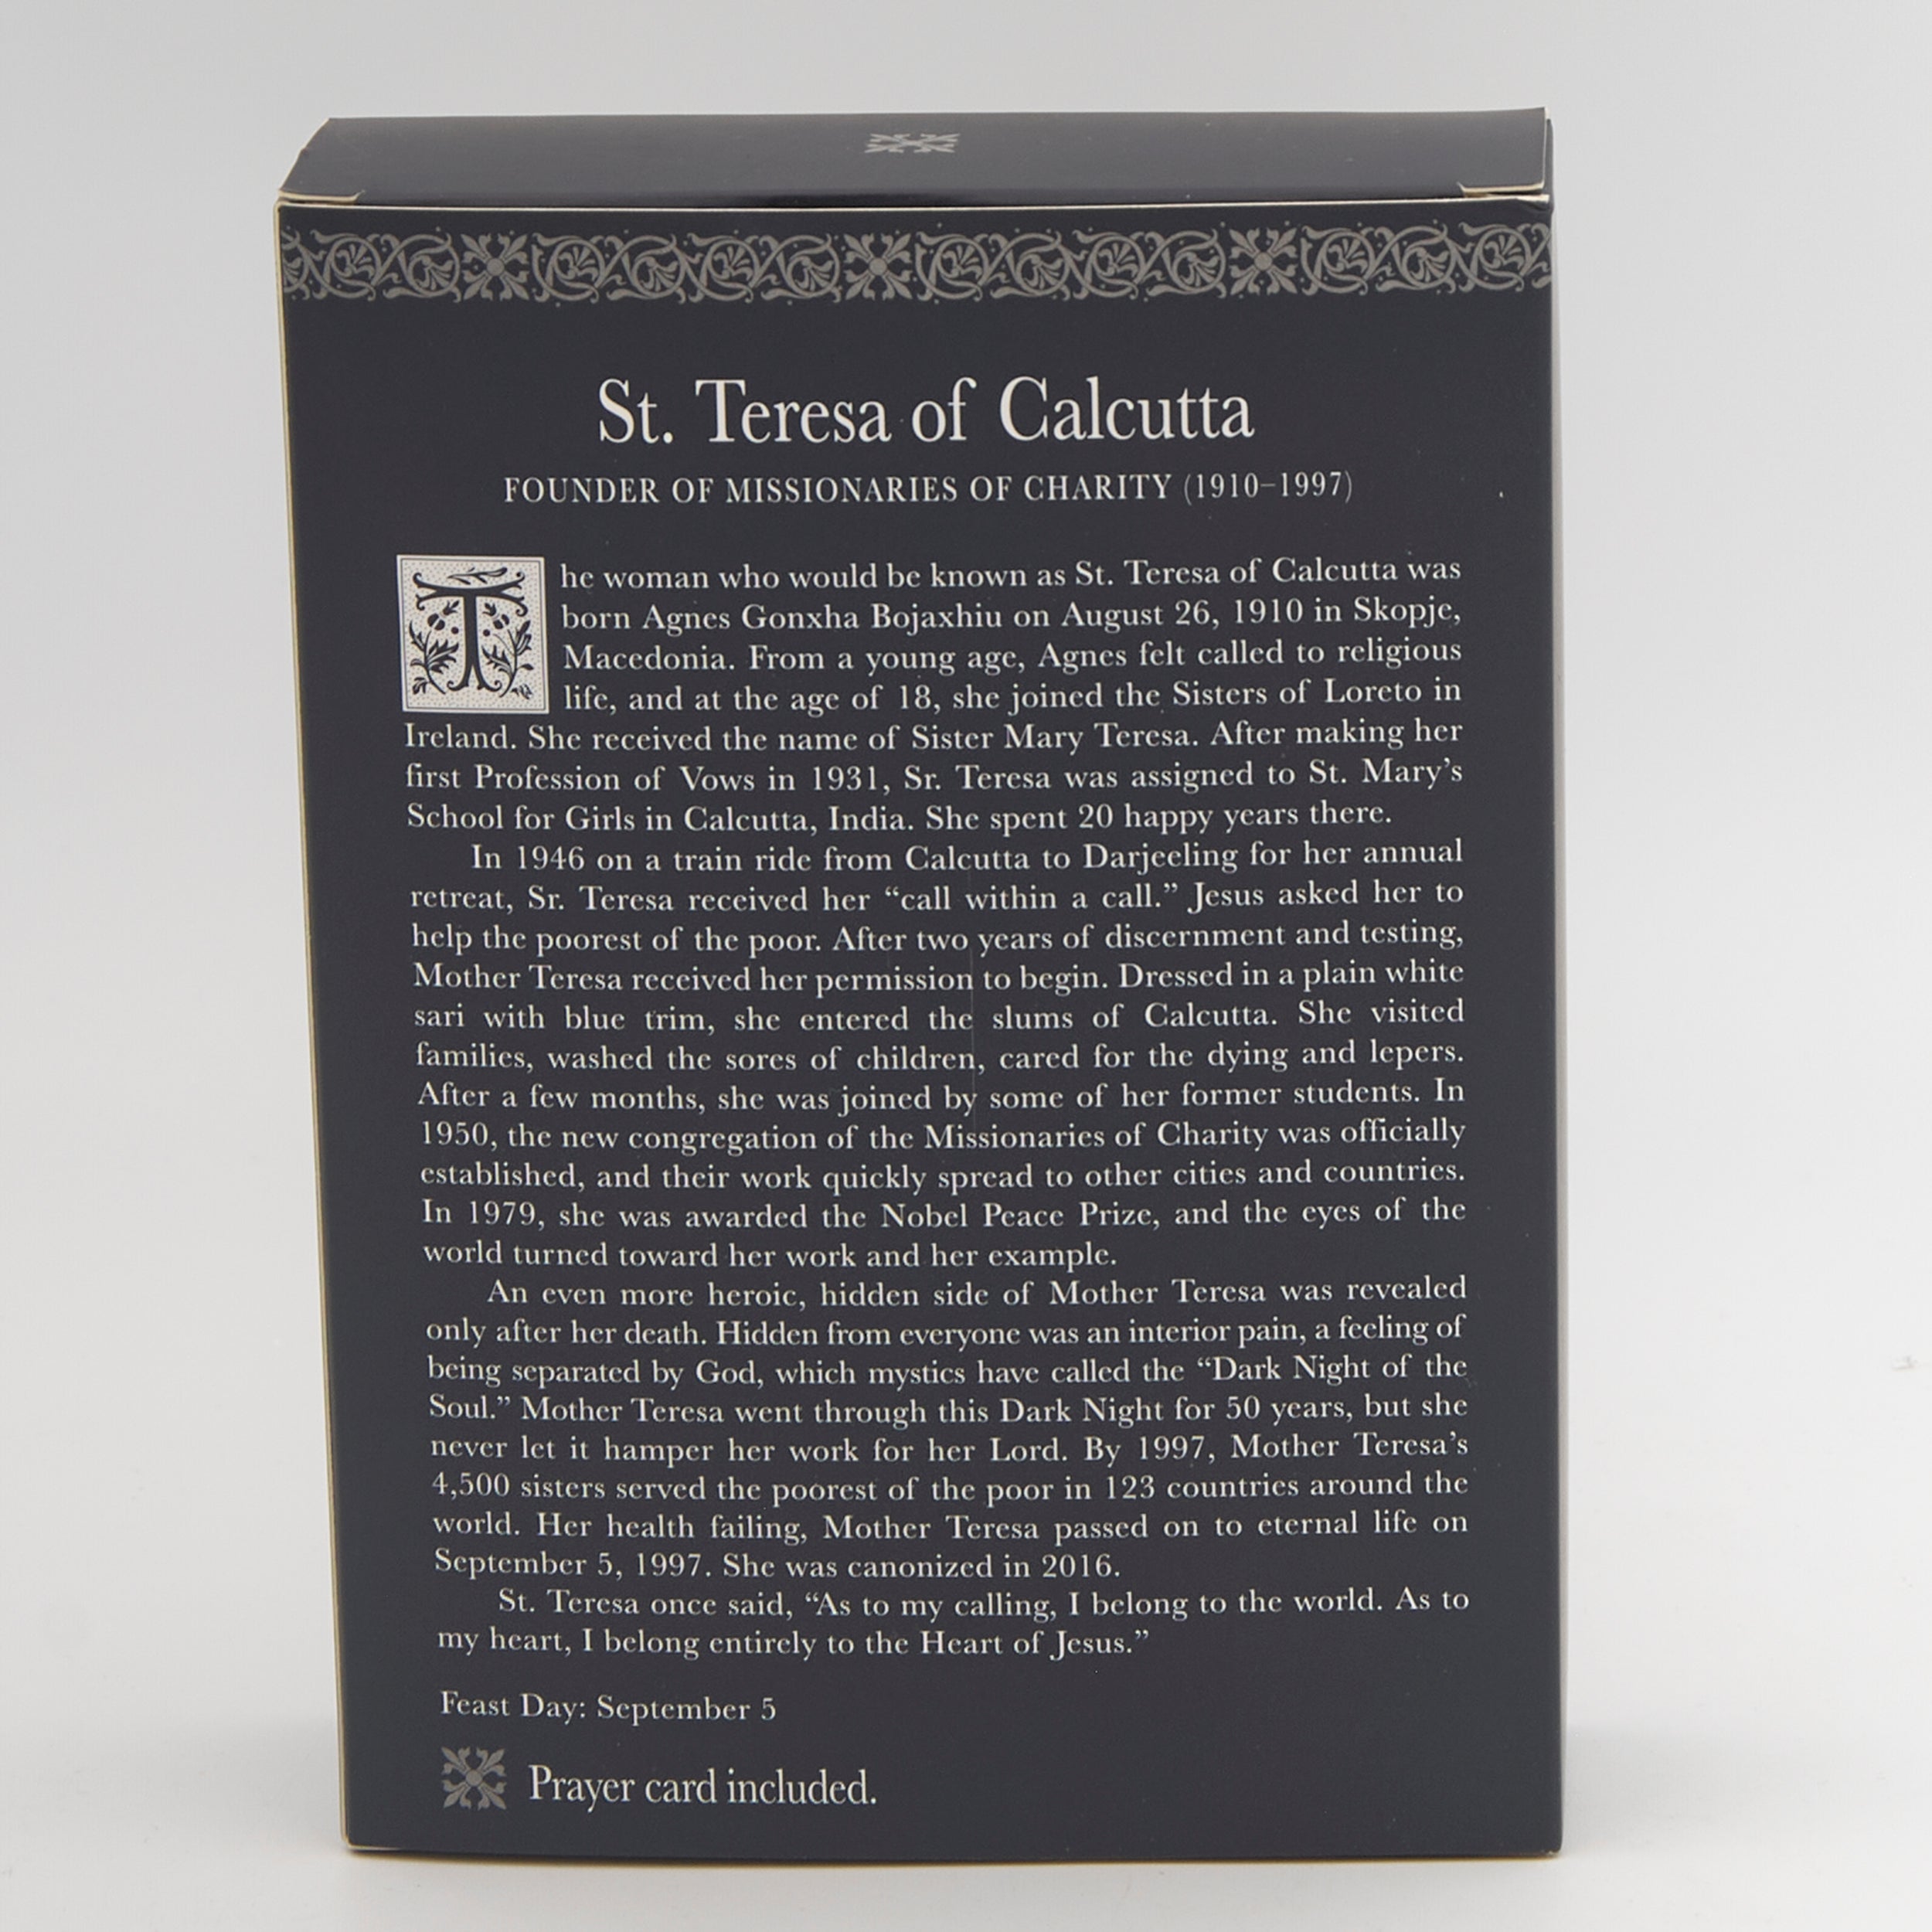 St. Teresa of Calcutta
FOUNDER OF MISSIONARIES OF CHARITY (1910–1997)
The woman who would be known as St. Teresa of Calcutta was
born Agnes Gonxha Bojaxhiu on August 26, 1910 in Skopje,
Macedonia. From a young age, Agnes felt called to religious
life, and at the age of 18, she joined the Sisters of Loreto in
Ireland. She received the name of Sister Mary Teresa. After making her
first Profession of Vows in 1931, Sr. Teresa was assigned to St. Mary’s
School for Girls in Calcutta, India. She spent 20 happy years there.
In 1946 on a train ride from Calcutta to Darjeeling for her annual
retreat, Sr. Teresa received her “call within a call.” Jesus asked her to
help the poorest of the poor. After two years of discernment and testing,
Mother Teresa received her permission to begin. Dressed in a plain white
sari with blue trim, she entered the slums of Calcutta. She visited
families, washed the sores of children, cared for the dying and lepers.
After a few months, she was joined by some of her former students. In
1950, the new congregation of the Missionaries of Charity was officially
established, and their work quickly spread to other cities and countries.
In 1979, she was awarded the Nobel Peace Prize, and the eyes of the
world turned toward her work and her example.
An even more heroic, hidden side of Mother Teresa was revealed
only after her death. Hidden from everyone was an interior pain, a feeling of
being separated by God, which mystics have called the “Dark Night of the
Soul.” Mother Teresa went through this Dark Night for 50 years, but she
never let it hamper her work for her Lord. By 1997, Mother Teresa’s
4,500 sisters served the poorest of the poor in 123 countries around the
world. Her health failing, Mother Teresa passed on to eternal life on
September 5, 1997. She was canonized in 2016.
St. Teresa once said, “As to my calling, I belong to the world. As to
my heart, I belong entirely to the Heart of Jesus.”
Feast Day: September 5
Prayer card included.